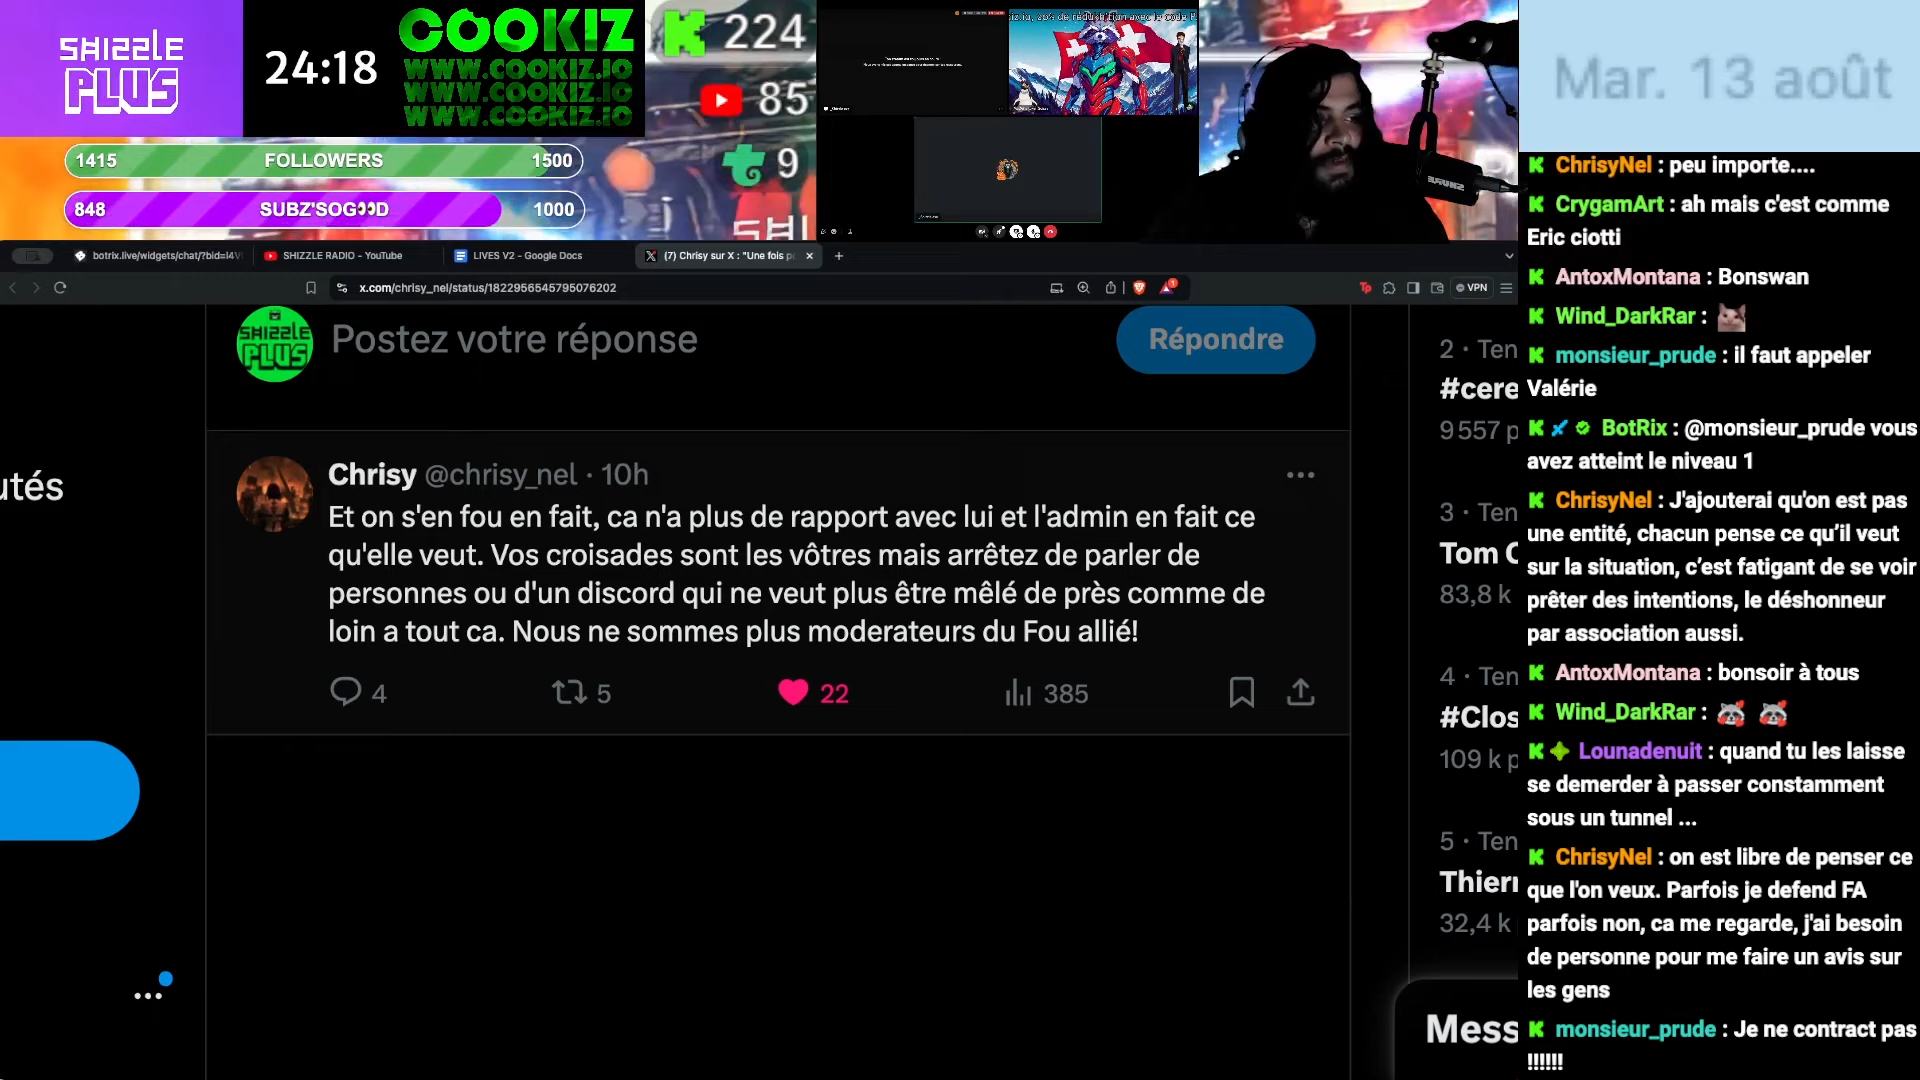 SHIZZLE
PLUS
24:18
COOKIZ
WWW.COOKIZ.IO
WWW.COOKIZ.IO
WWW.COOKIZ.IO
224
85
9
SHI
1415 FOLLOWERS 1500
848 SUBZ'SOG👀D 1000
Mar. 13 août
botrix.live/widgets/chat/?bid=I4V
SHIZZLE RADIO - YouTube
LIVES V2 - Google Docs
(7) Chrisy sur X : "Une fois p
x.com/chrisy_nel/status/1822956545795076202
VPN
SHIZZLE
PLUS
Postez votre réponse
Répondre
utés
Chrisy @chrisy_nel · 10h
Et on s'en fou en fait, ca n'a plus de rapport avec lui et l'admin en fait ce
qu'elle veut. Vos croisades sont les vôtres mais arrêtez de parler de
personnes ou d'un discord qui ne veut plus être mêlé de près comme de
loin a tout ca. Nous ne sommes plus moderateurs du Fou allié!
4 5 22 385
2 · Ten
#cere
9 557 p
3 · Ten
Tom C
83,8 k
4 · Ten
#Clos
109 k p
5 · Ten
Thierr
32,4 k
Mess
ChrisyNel : peu importe....
CrygamArt : ah mais c'est comme
Eric ciotti
AntoxMontana : Bonswan
Wind_DarkRar :
monsieur_prude : il faut appeler
Valérie
BotRix : @monsieur_prude vous
avez atteint le niveau 1
ChrisyNel : J'ajouterai qu'on est pas
une entité, chacun pense ce qu'il veut
sur la situation, c'est fatigant de se voir
prêter des intentions, le déshonneur
par association aussi.
AntoxMontana : bonsoir à tous
Wind_DarkRar :
Lounadenuit : quand tu les laisse
se demerder à passer constamment
sous un tunnel ...
ChrisyNel : on est libre de penser ce
que l'on veux. Parfois je defend FA
parfois non, ca me regarde, j'ai besoin
de personne pour me faire un avis sur
les gens
monsieur_prude : Je ne contract pas
!!!!!!